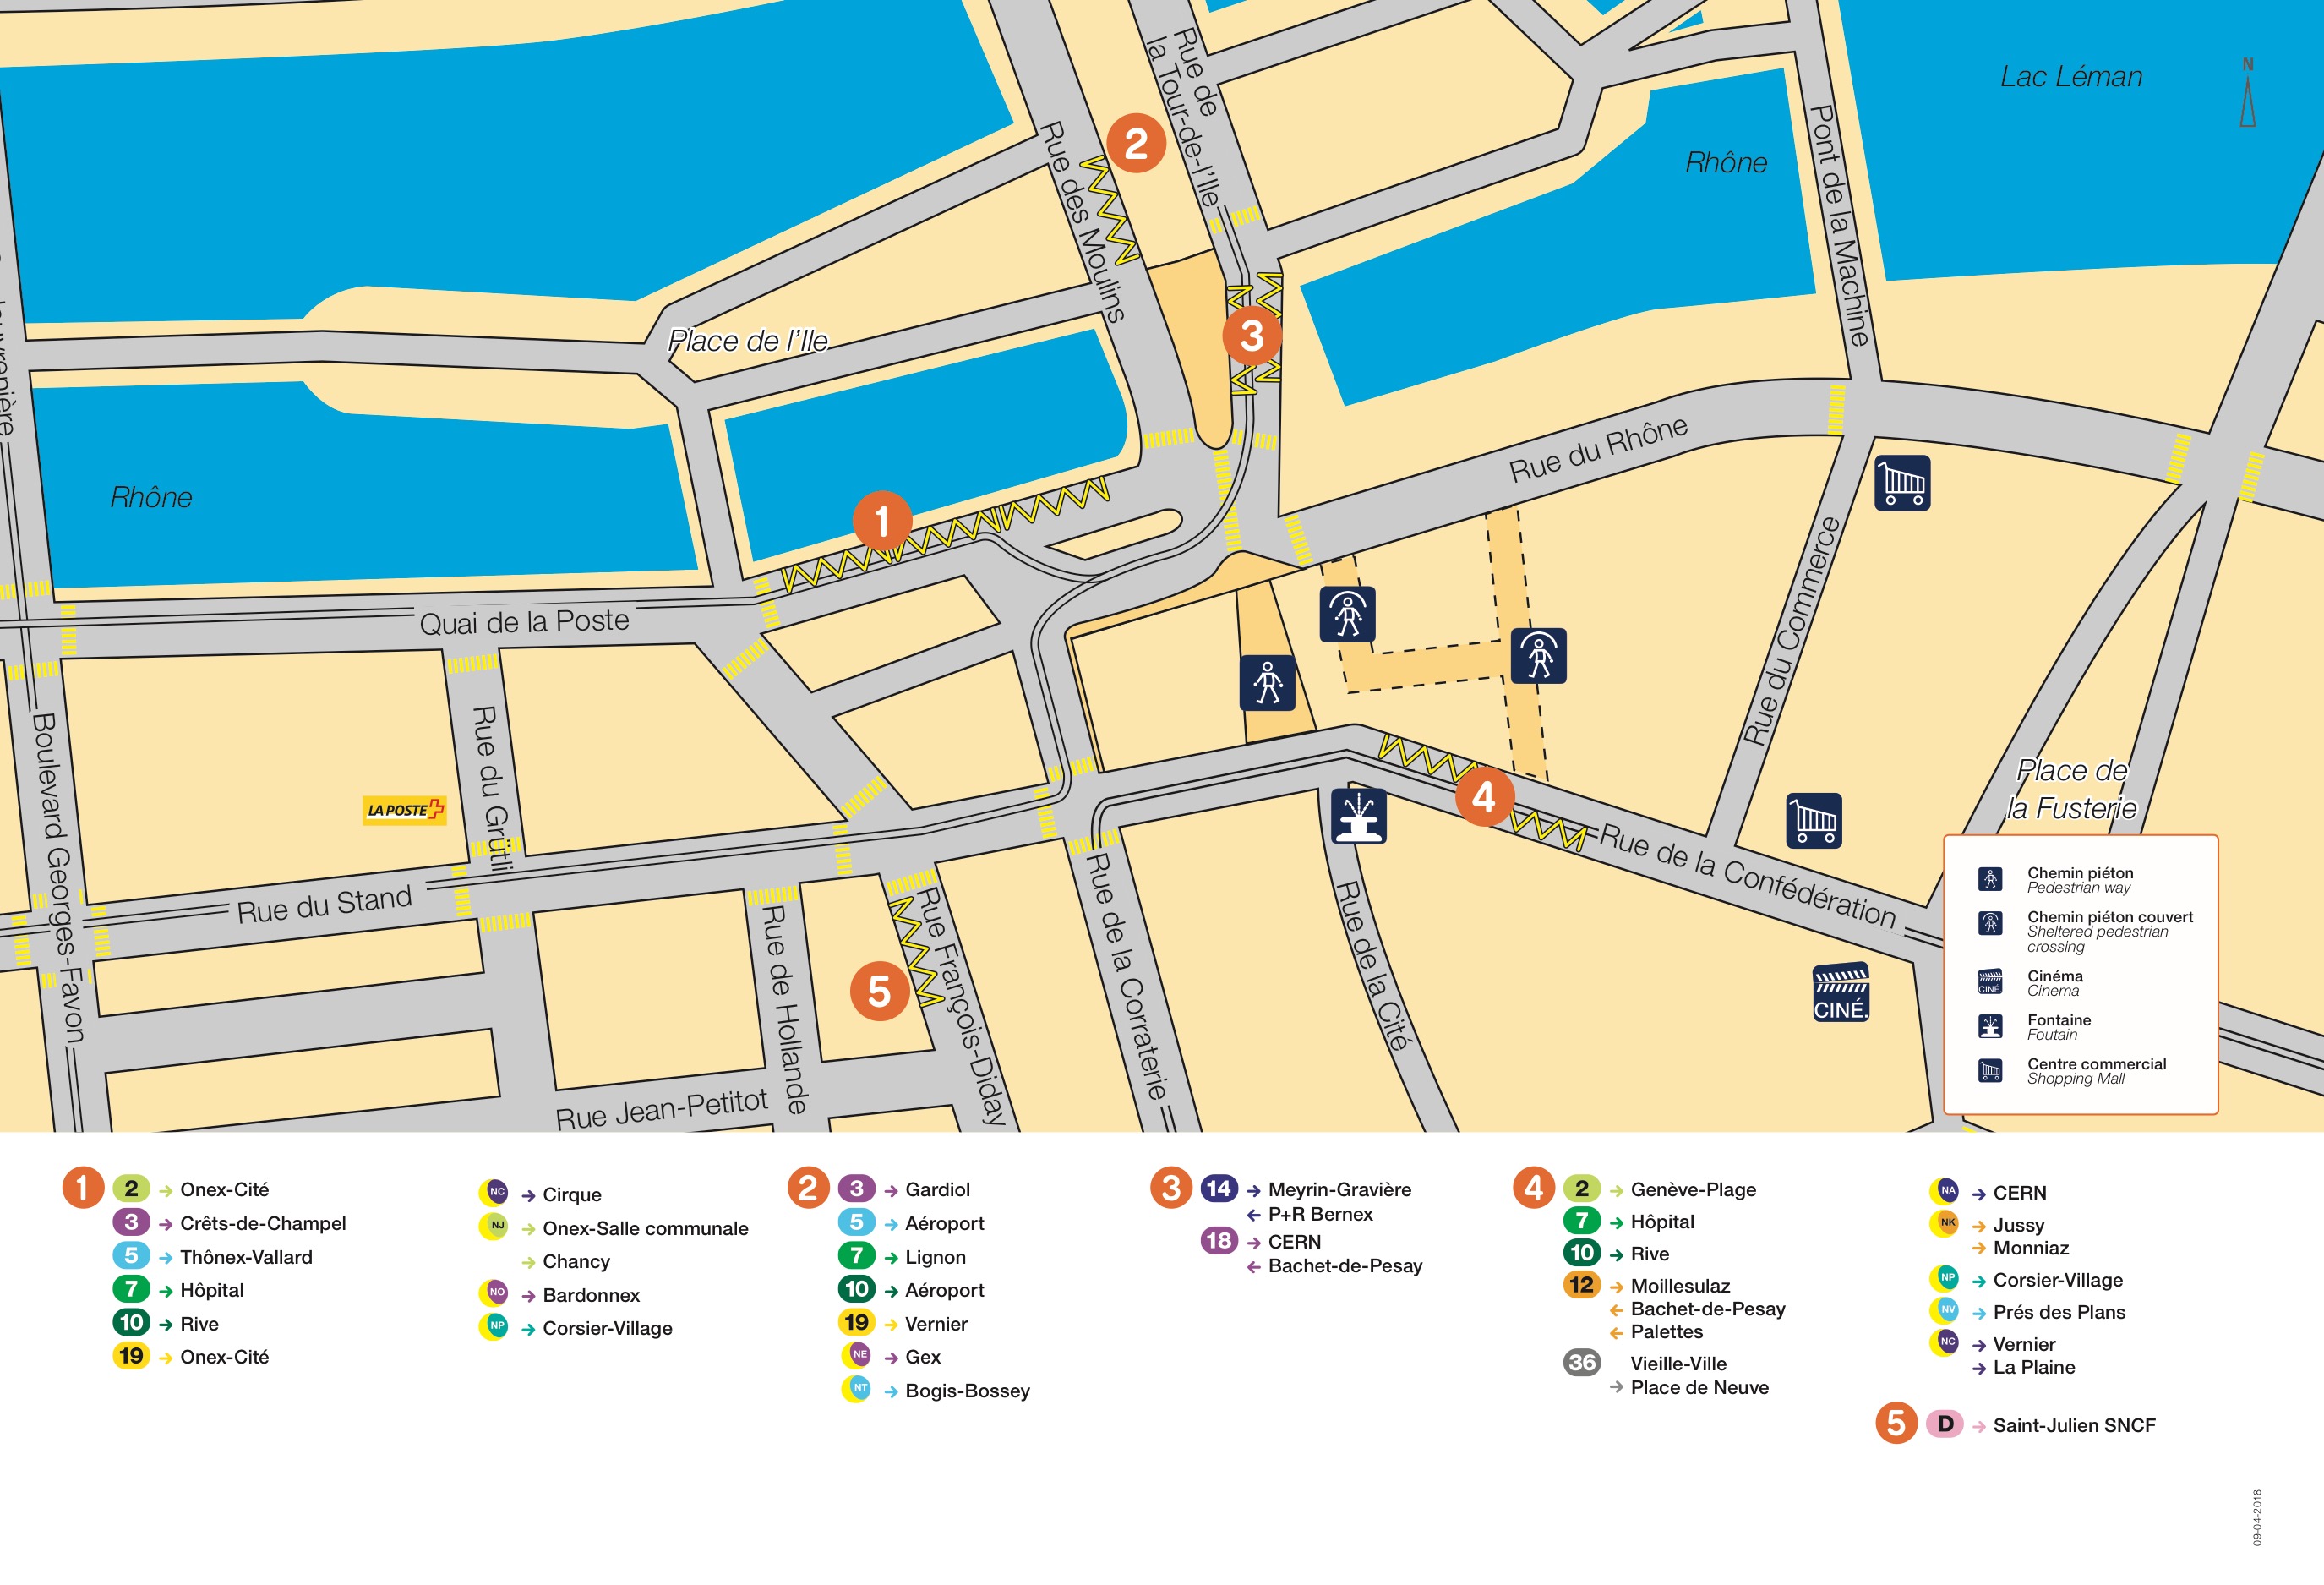 Rue de
la Tour-de-l'Ile
N
Lac Léman
2
Rhône
Pont de la Machine
Rue des Moulins
3
Place de l'Ile
Rue du Rhône
Rhône
1
Quai de la Poste
Rue du Commerce
Boulevard Georges-Favon
Rue du Grütli
LA POSTE
4
Place de
la Fusterie
Rue de la Confédération
Rue du Stand
Rue de Hollande
5
Rue François-Diday
Rue de la Corraterie
Rue de la Cité
CINÉ.
Rue Jean-Petitot
Chemin piéton
Pedestrian way
Chemin piéton couvert
Sheltered pedestrian
crossing
CINÉ.
Cinéma
Cinema
Fontaine
Foutain
Centre commercial
Shopping Mall
1
2 → Onex-Cité
3 → Crêts-de-Champel
5 → Thônex-Vallard
7 → Hôpital
10 → Rive
19 → Onex-Cité
NC → Cirque
NJ → Onex-Salle communale
→ Chancy
NO → Bardonnex
NP → Corsier-Village
2
3 → Gardiol
5 → Aéroport
7 → Lignon
10 → Aéroport
19 → Vernier
NE → Gex
NT → Bogis-Bossey
3
14 → Meyrin-Gravière
← P+R Bernex
18 → CERN
← Bachet-de-Pesay
4
2 → Genève-Plage
7 → Hôpital
10 → Rive
12 → Moillesulaz
← Bachet-de-Pesay
← Palettes
36 Vieille-Ville
→ Place de Neuve
NA → CERN
NK → Jussy
→ Monniaz
NP → Corsier-Village
NV → Prés des Plans
NC → Vernier
→ La Plaine
5
D → Saint-Julien SNCF
09-04-2018